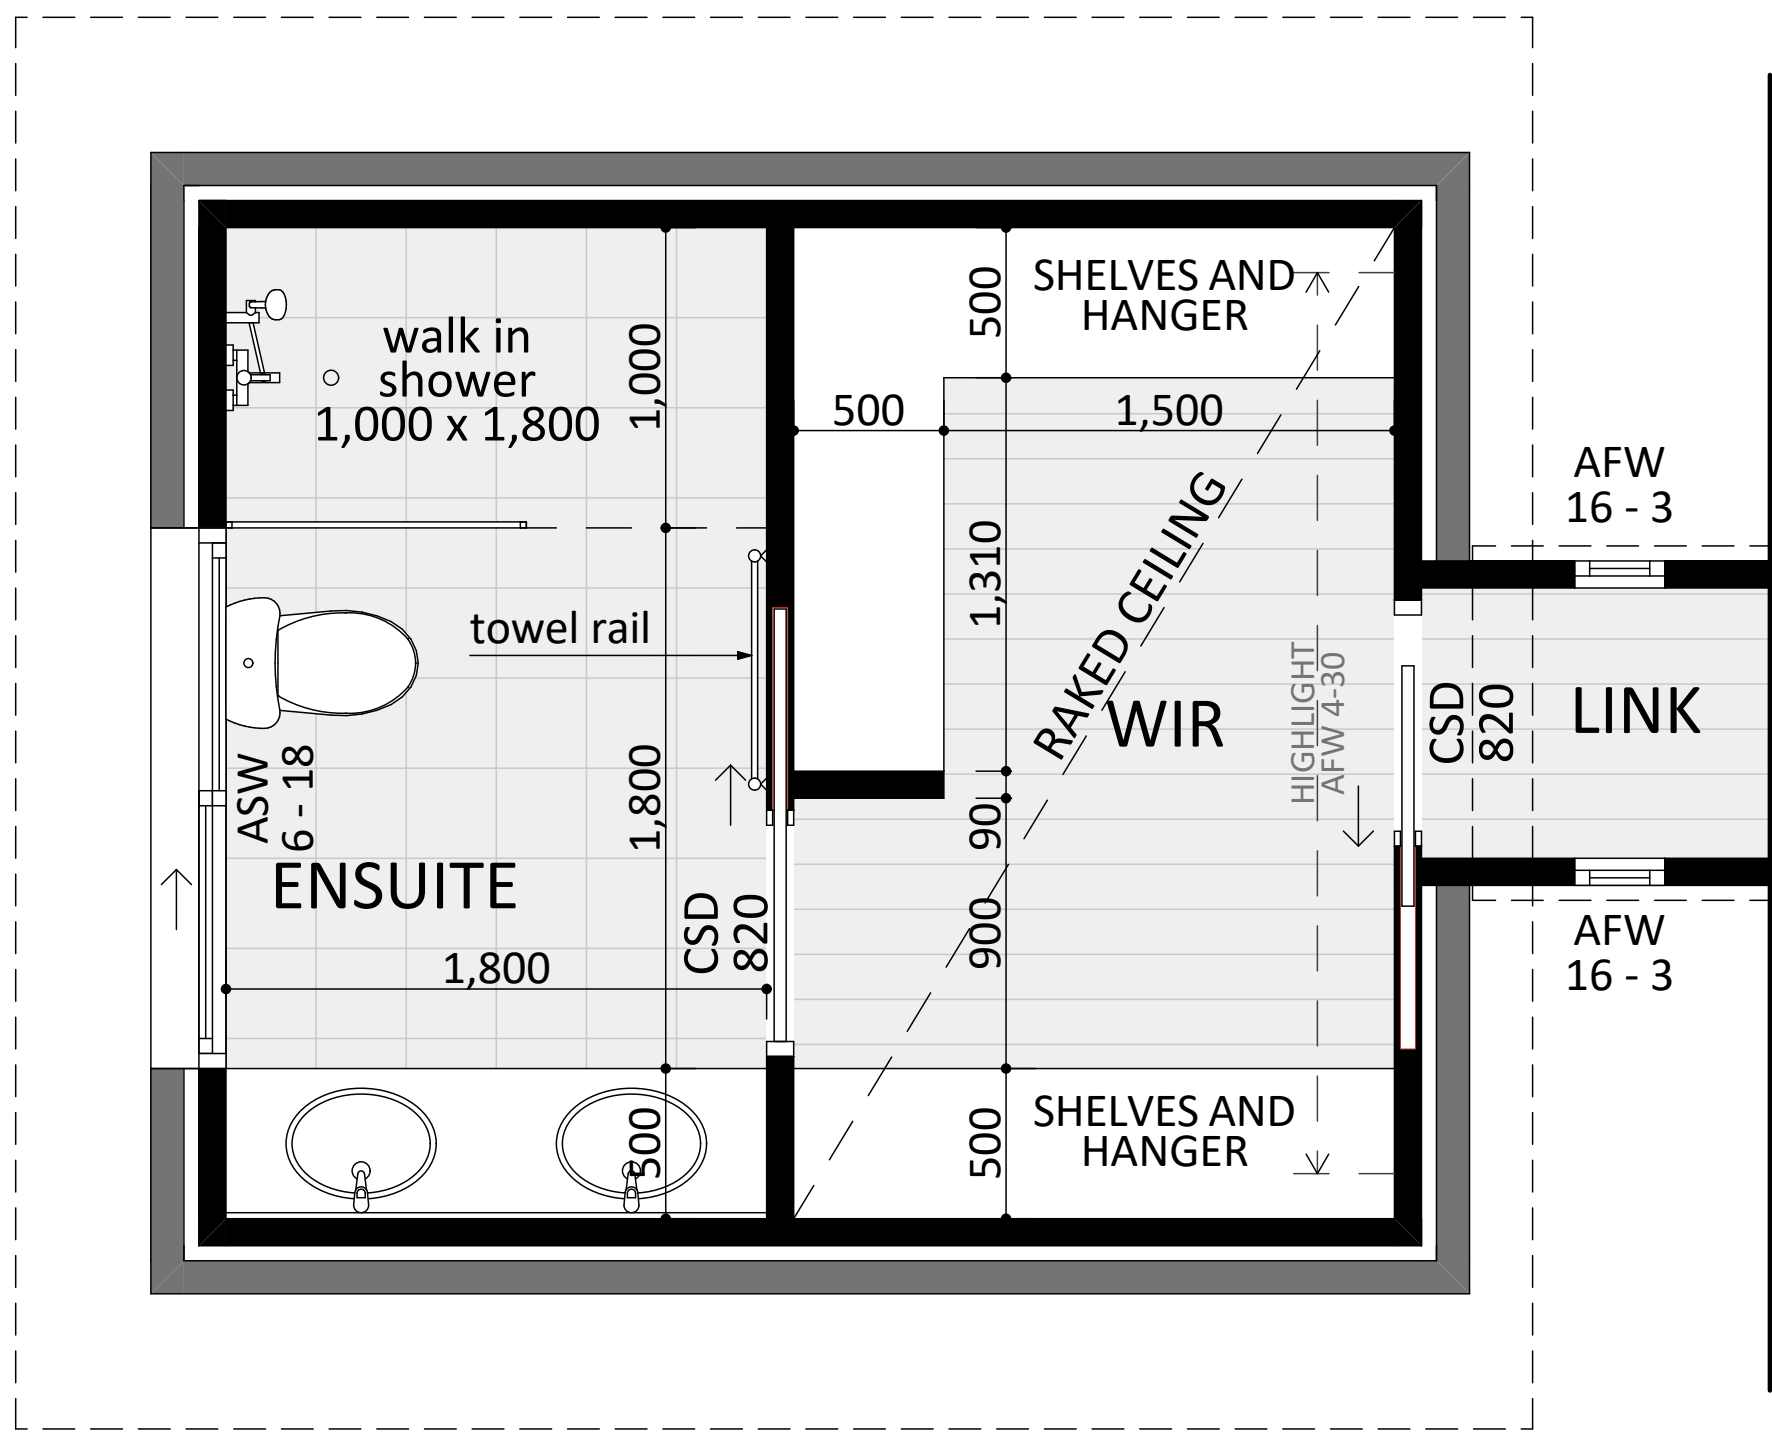 SHELVES AND
HANGER
500
walk in
shower
1,000 x 1,800
1,000
500
1,500
AFW
16 - 3
RAKED CEILING
1,310
towel rail
HIGHLIGHT
AFW 4-30
WIR
CSD
820
LINK
ASW
6 - 18
1,800
90
ENSUITE
CSD
820
900
AFW
16 - 3
1,800
500
500
SHELVES AND
HANGER